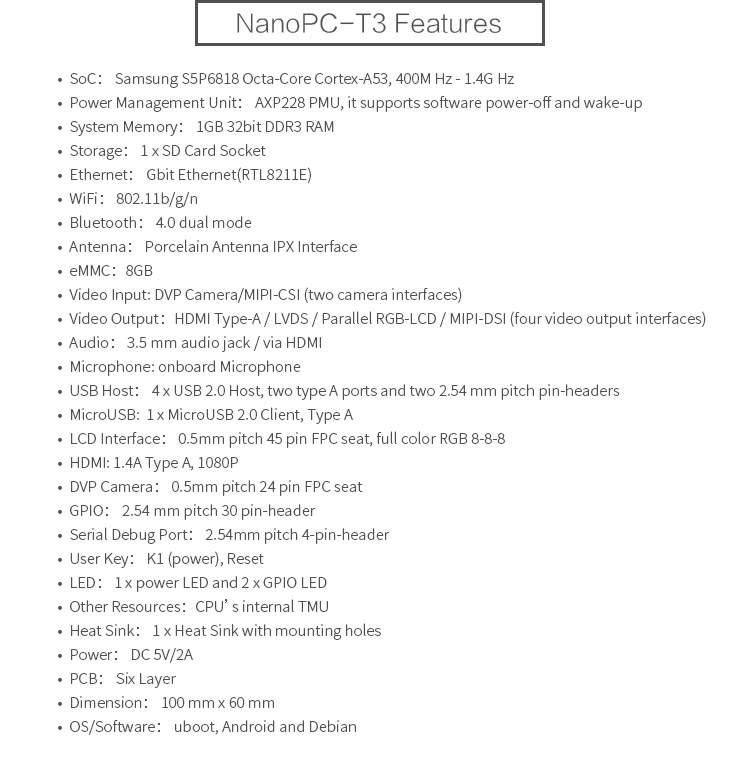 NanoPC-T3 Features
• SoC： Samsung S5P6818 Octa-Core Cortex-A53, 400M Hz - 1.4G Hz
• Power Management Unit： AXP228 PMU, it supports software power-off and wake-up
• System Memory： 1GB 32bit DDR3 RAM
• Storage： 1 x SD Card Socket
• Ethernet： Gbit Ethernet(RTL8211E)
• WiFi： 802.11b/g/n
• Bluetooth： 4.0 dual mode
• Antenna： Porcelain Antenna IPX Interface
• eMMC：8GB
• Video Input: DVP Camera/MIPI-CSI (two camera interfaces)
• Video Output：HDMI Type-A / LVDS / Parallel RGB-LCD / MIPI-DSI (four video output interfaces)
• Audio： 3.5 mm audio jack / via HDMI
• Microphone: onboard Microphone
• USB Host： 4 x USB 2.0 Host, two type A ports and two 2.54 mm pitch pin-headers
• MicroUSB: 1 x MicroUSB 2.0 Client, Type A
• LCD Interface： 0.5mm pitch 45 pin FPC seat, full color RGB 8-8-8
• HDMI: 1.4A Type A, 1080P
• DVP Camera： 0.5mm pitch 24 pin FPC seat
• GPIO： 2.54 mm pitch 30 pin-header
• Serial Debug Port： 2.54mm pitch 4-pin-header
• User Key： K1 (power), Reset
• LED： 1 x power LED and 2 x GPIO LED
• Other Resources：CPU’s internal TMU
• Heat Sink： 1 x Heat Sink with mounting holes
• Power： DC 5V/2A
• PCB： Six Layer
• Dimension： 100 mm x 60 mm
• OS/Software： uboot, Android and Debian